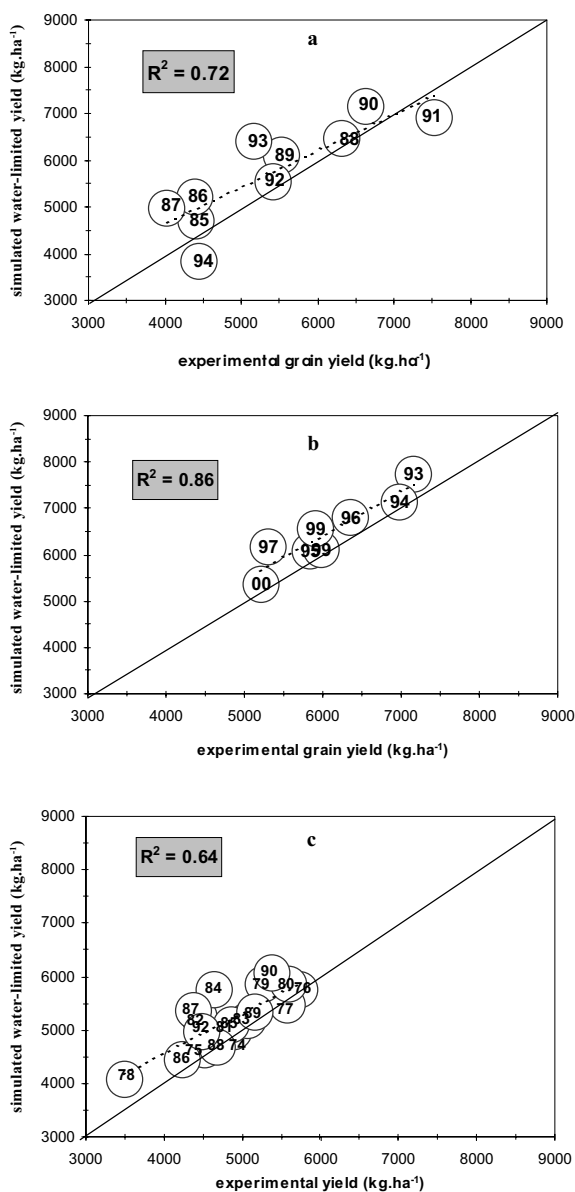 a
R² = 0.72
simulated water-limited yield (kg.ha⁻¹)
9000
8000
7000
6000
5000
4000
3000
90
91
93
88
89
92
86
87
85
94
3000 4000 5000 6000 7000 8000 9000
experimental grain yield (kg.ha⁻¹)
b
R² = 0.86
simulated water-limited yield (kg.ha⁻¹)
9000
8000
7000
6000
5000
4000
3000
93
94
96
99
97
00
3000 4000 5000 6000 7000 8000 9000
experimental grain yield (kg.ha⁻¹)
c
R² = 0.64
simulated water-limited yield (kg.ha⁻¹)
9000
8000
7000
6000
5000
4000
3000
90
79 80 76
84
77
87
89
82
83
92
75 88 74
86
78
3000 4000 5000 6000 7000 8000 9000
experimental yield (kg.ha⁻¹)